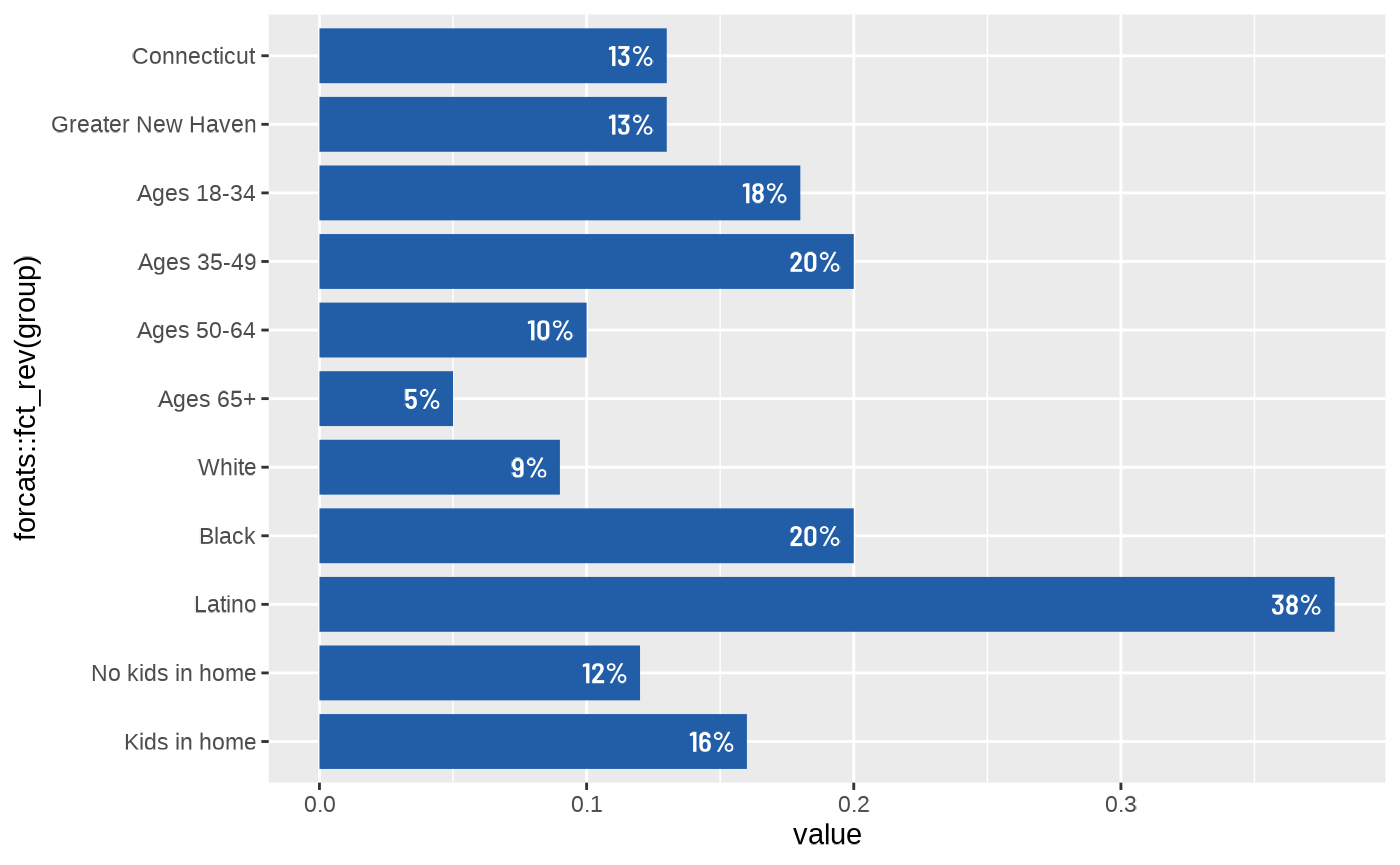 Connecticut
13%
Greater New Haven
13%
Ages 18-34
18%
Ages 35-49
20%
Ages 50-64
10%
Ages 65+
5%
White
9%
Black
20%
Latino
38%
No kids in home
12%
Kids in home
16%
forcats::fct_rev(group)
0.0 0.1 0.2 0.3
value